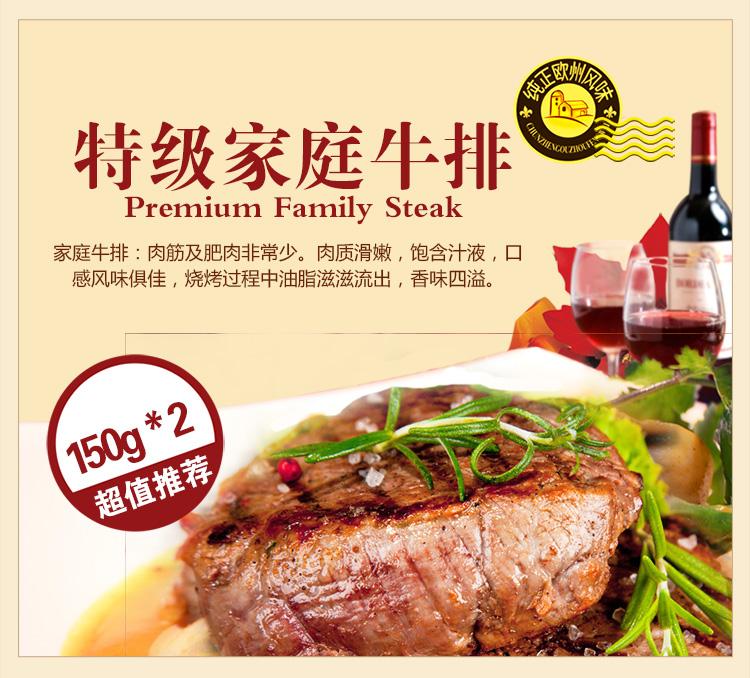 纯正欧州风味
特级家庭牛排
Premium Family Steak
家庭牛排：肉筋及肥肉非常少。肉质滑嫩，饱含汁液，口
感风味俱佳，烧烤过程中油脂滋滋流出，香味四溢。
150g*2
超值推荐